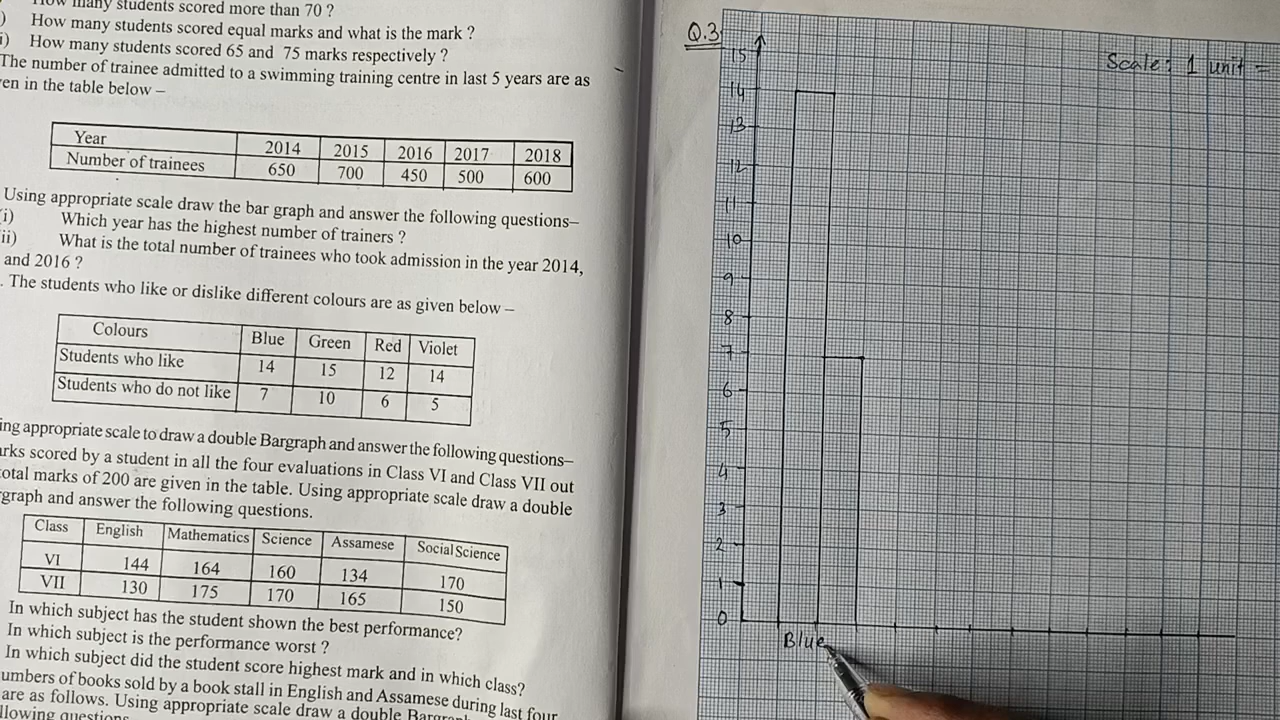 How many students scored more than 70 ?
) How many students scored equal marks and what is the mark ?
i) How many students scored 65 and 75 marks respectively ?
The number of trainee admitted to a swimming training centre in last 5 years are as
en in the table below –
Year 2014 2015 2016 2017 2018
Number of trainees 650 700 450 500 600
Using appropriate scale draw the bar graph and answer the following questions–
(i) Which year has the highest number of trainers ?
ii) What is the total number of trainees who took admission in the year 2014,
and 2016 ?
. The students who like or dislike different colours are as given below –
Colours Blue Green Red Violet
Students who like 14 15 12 14
Students who do not like 7 10 6 5
ing appropriate scale to draw a double Bargraph and answer the following questions–
arks scored by a student in all the four evaluations in Class VI and Class VII out
otal marks of 200 are given in the table. Using appropriate scale draw a double
graph and answer the following questions.
Class English Mathematics Science Assamese Social Science
VI 144 164 160 134 170
VII 130 175 170 165 150
In which subject has the student shown the best performance?
In which subject is the performance worst ?
In which subject did the student score highest mark and in which class?
umbers of books sold by a book stall in English and Assamese during last four
are as follows. Using appropriate scale draw a double Bargraph
llowing questions
Q.3
Scale: 1 unit =
15
14
13
12
11
10
9
8
7
6
5
4
3
2
1
0
Blue